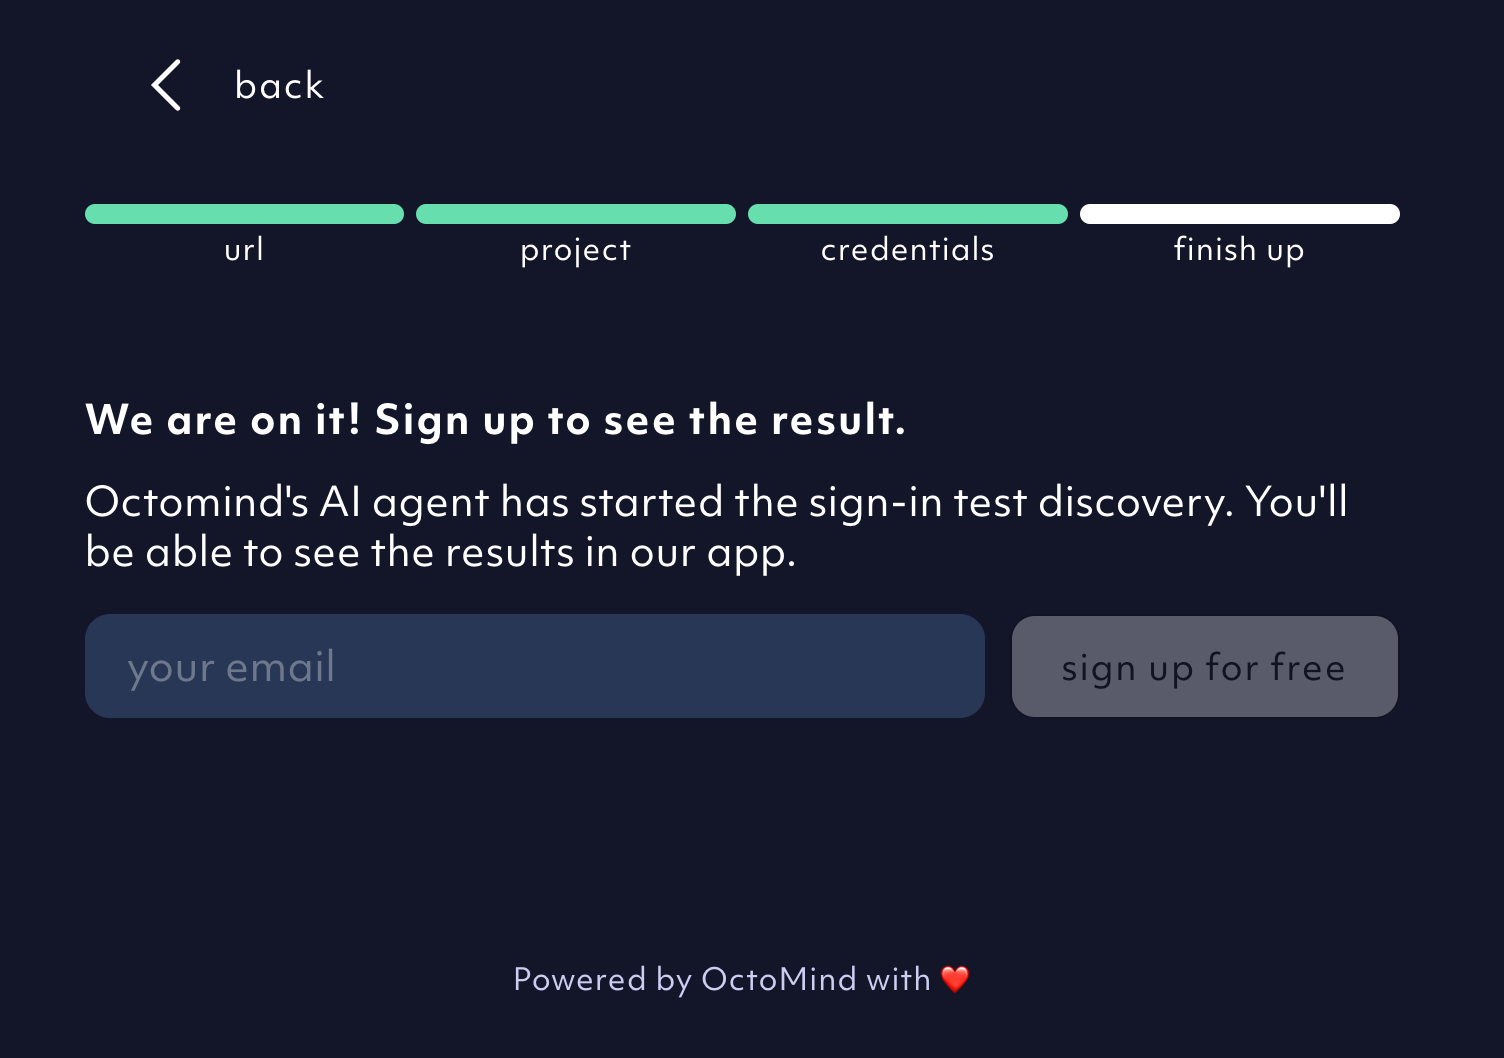 back
url
project
credentials
finish up
We are on it! Sign up to see the result.
Octomind's AI agent has started the sign-in test discovery. You'll
be able to see the results in our app.
your email
sign up for free
Powered by OctoMind with ❤️